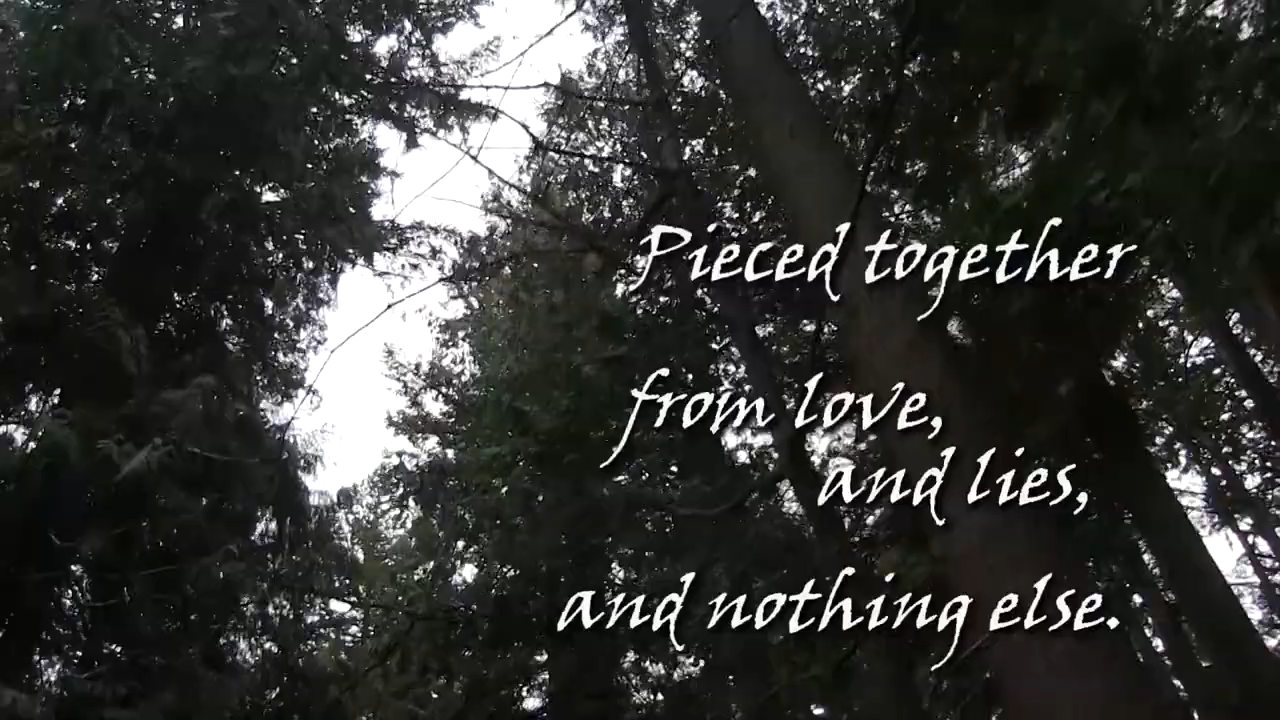 Pieced together
from love,
and lies,
and nothing else.